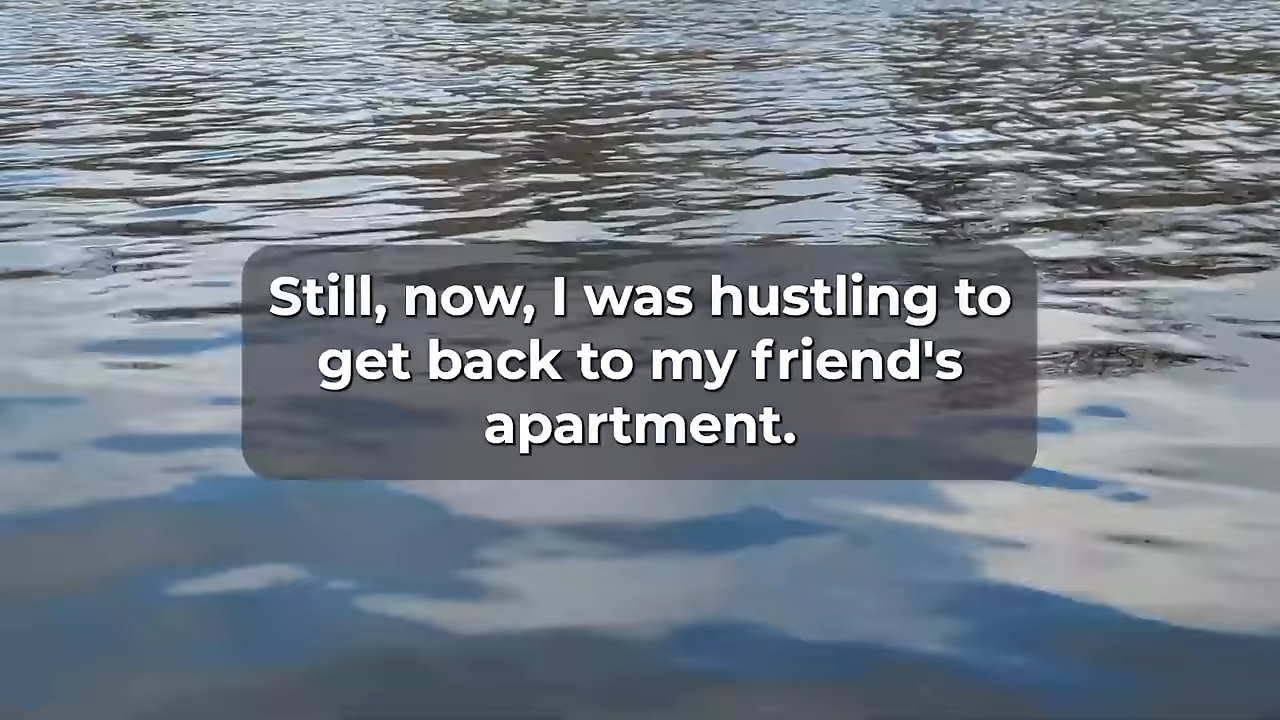 Still, now, I was hustling to
get back to my friend's
apartment.